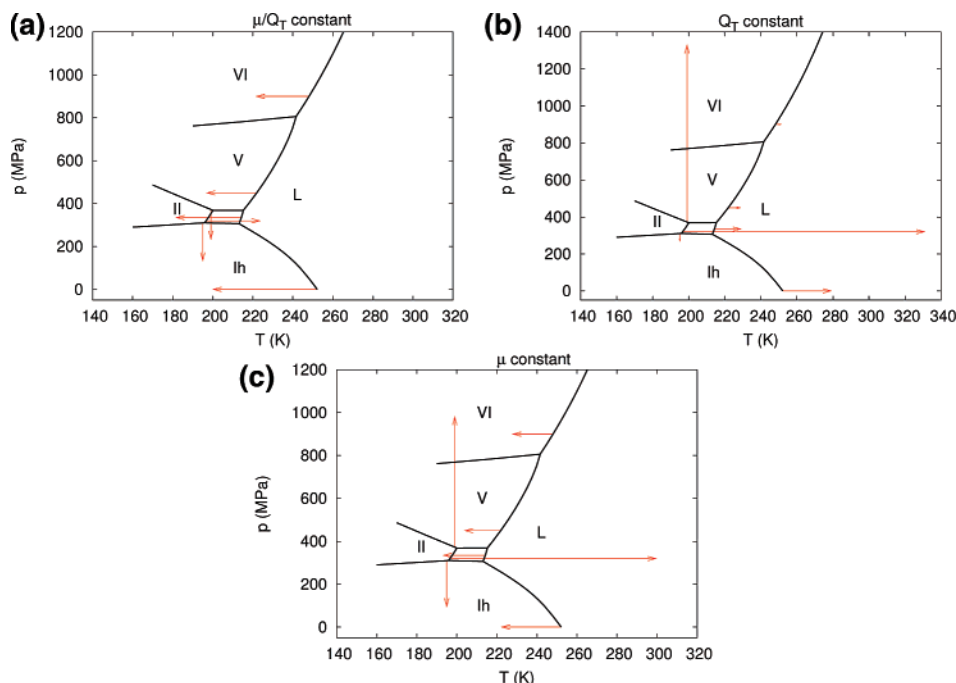 (a)
μ/Q_T constant
1200
1000
800
600
400
200
0
p (MPa)
140 160 180 200 220 240 260 280 300 320
T (K)
VI
V
L
II
Ih
(b)
Q_T constant
1400
1200
1000
800
600
400
200
0
p (MPa)
140 160 180 200 220 240 260 280 300 320 340
T (K)
VI
V
L
II
Ih
(c)
μ constant
1200
1000
800
600
400
200
0
p (MPa)
140 160 180 200 220 240 260 280 300 320
T (K)
VI
V
L
II
Ih